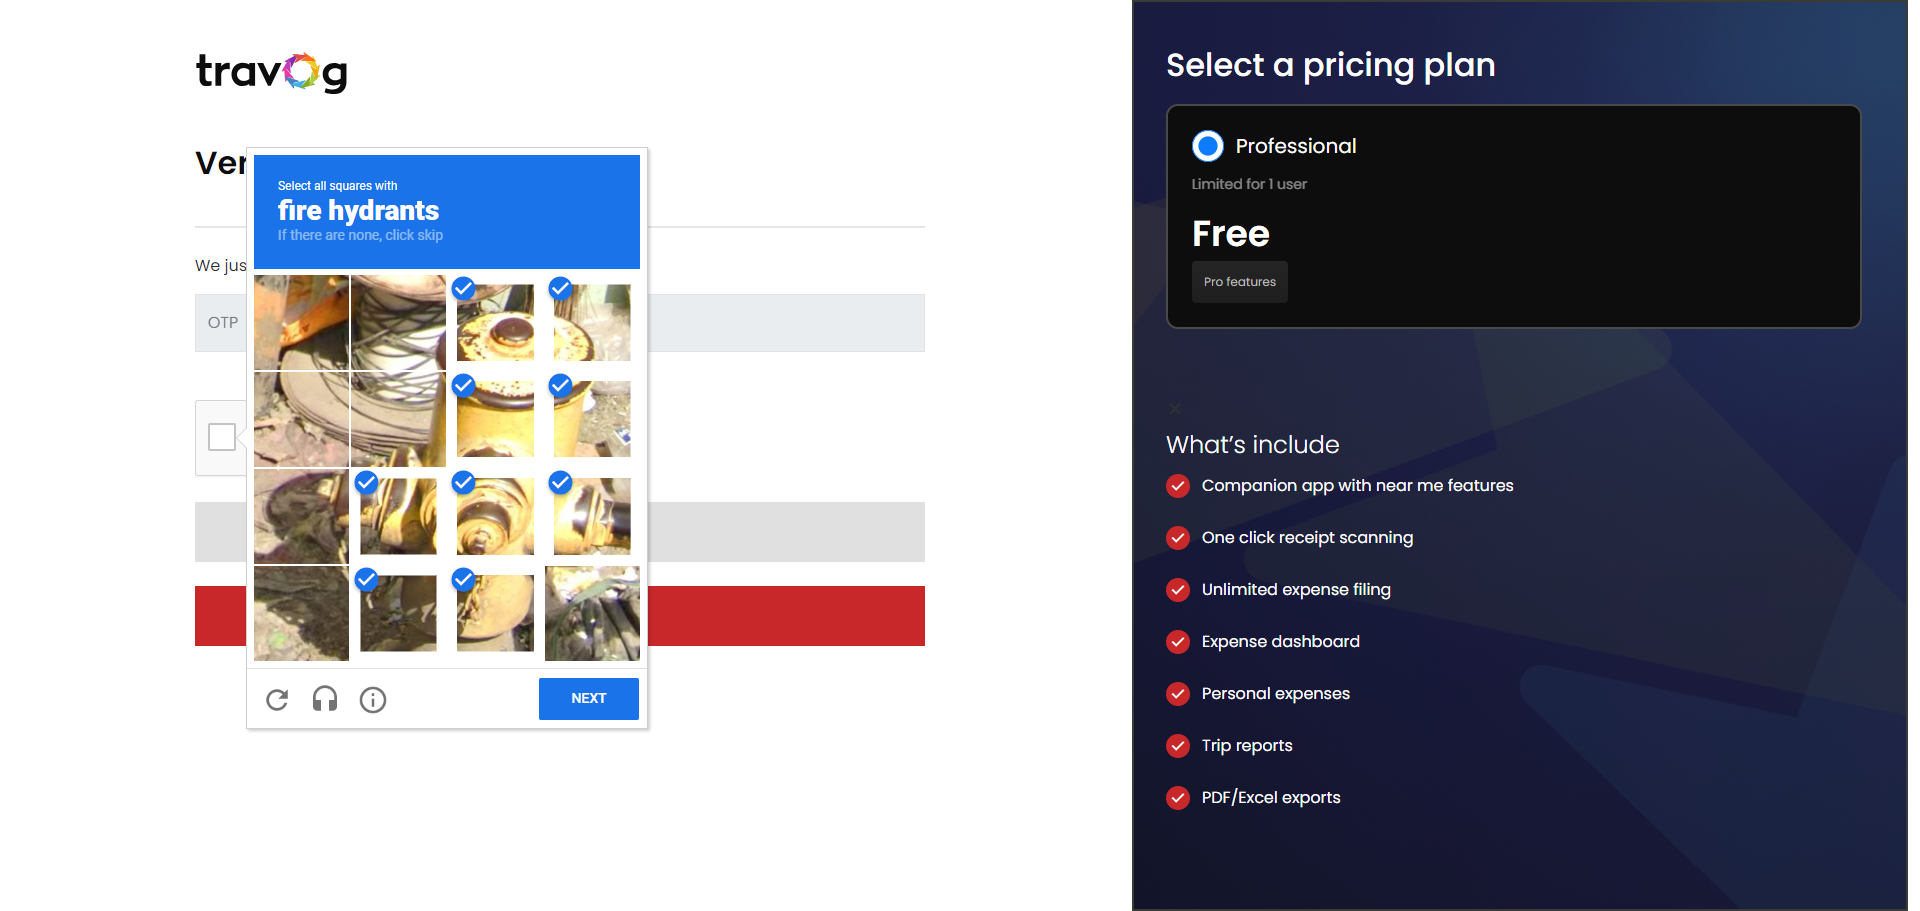 travog
Ver
We jus
OTP
Select all squares with
fire hydrants
If there are none, click skip
NEXT
Select a pricing plan
Professional
Limited for 1 user
Free
Pro features
What's include
Companion app with near me features
One click receipt scanning
Unlimited expense filing
Expense dashboard
Personal expenses
Trip reports
PDF/Excel exports